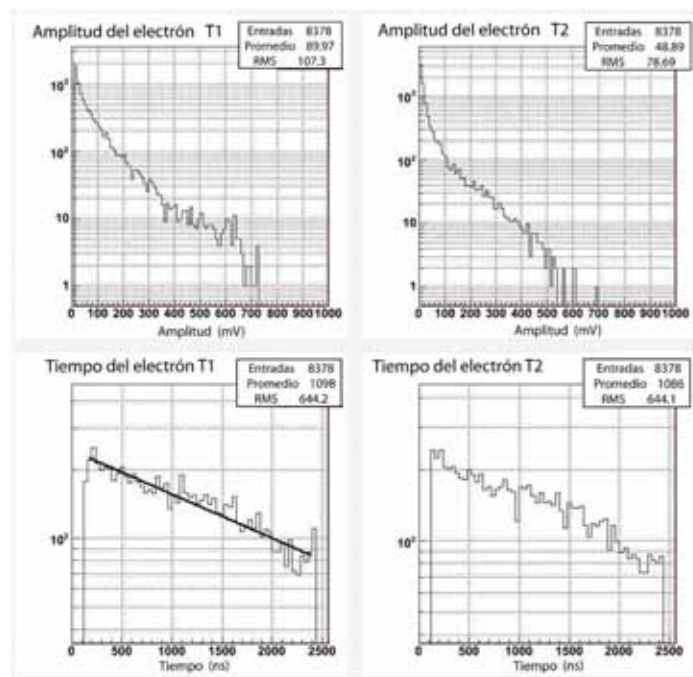 Amplitud del electrón T1
Entradas 8378
Promedio 89.97
RMS 107.3
10³
10²
10
1
0 100 200 300 400 500 600 700 800 900 1000
Amplitud (mV)
Amplitud del electrón T2
Entradas 8378
Promedio 48.89
RMS 78.69
10³
10²
10
1
0 100 200 300 400 500 600 700 800 900 1000
Amplitud (mV)
Tiempo del electrón T1
Entradas 8378
Promedio 1098
RMS 644.2
10²
0 500 1000 1500 2000 2500
Tiempo (ns)
Tiempo del electrón T2
Entradas 8378
Promedio 1086
RMS 644.1
10²
0 500 1000 1500 2000 2500
Tiempo (ns)